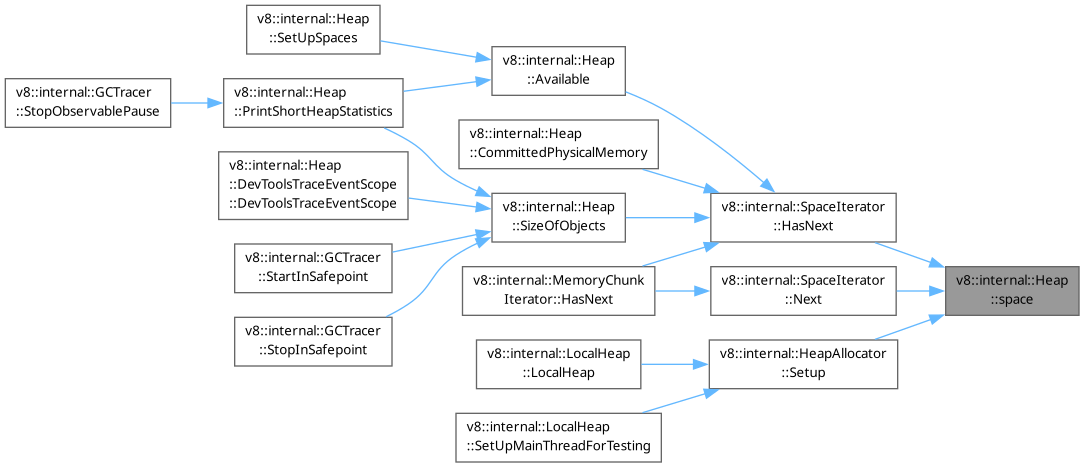 v8::internal::Heap
::SetUpSpaces
v8::internal::Heap
::Available
v8::internal::GCTracer
::StopObservablePause
v8::internal::Heap
::PrintShortHeapStatistics
v8::internal::Heap
::CommittedPhysicalMemory
v8::internal::Heap
::DevToolsTraceEventScope
::DevToolsTraceEventScope
v8::internal::Heap
::SizeOfObjects
v8::internal::SpaceIterator
::HasNext
v8::internal::GCTracer
::StartInSafepoint
v8::internal::MemoryChunk
Iterator::HasNext
v8::internal::SpaceIterator
::Next
v8::internal::Heap
::space
v8::internal::GCTracer
::StopInSafepoint
v8::internal::LocalHeap
::LocalHeap
v8::internal::HeapAllocator
::Setup
v8::internal::LocalHeap
::SetUpMainThreadForTesting